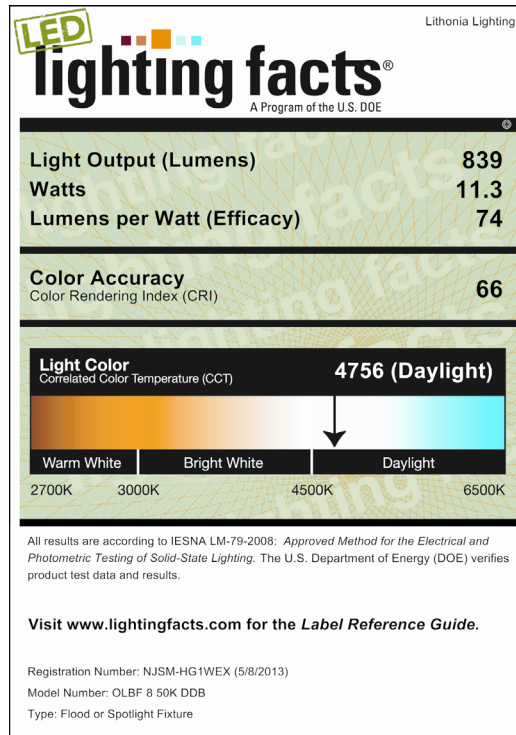 Lithonia Lighting
LED
lighting facts®
A Program of the U.S. DOE
Light Output (Lumens) 839
Watts 11.3
Lumens per Watt (Efficacy) 74
Color Accuracy
Color Rendering Index (CRI) 66
Light Color
Correlated Color Temperature (CCT) 4756 (Daylight)
Warm White Bright White Daylight
2700K 3000K 4500K 6500K
All results are according to IESNA LM-79-2008: Approved Method for the Electrical and
Photometric Testing of Solid-State Lighting. The U.S. Department of Energy (DOE) verifies
product test data and results.
Visit www.lightingfacts.com for the Label Reference Guide.
Registration Number: NJSM-HG1WEX (5/8/2013)
Model Number: OLBF 8 50K DDB
Type: Flood or Spotlight Fixture